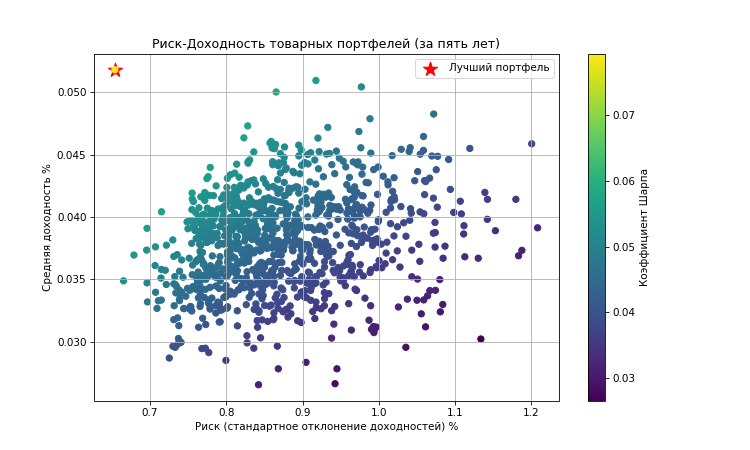 Риск-Доходность товарных портфелей (за пять лет)
Лучший портфель
Средняя доходность %
0.050
0.045
0.040
0.035
0.030
0.7 0.8 0.9 1.0 1.1 1.2
Риск (стандартное отклонение доходностей) %
0.07
0.06
0.05
0.04
0.03
Коэффициент Шарпа